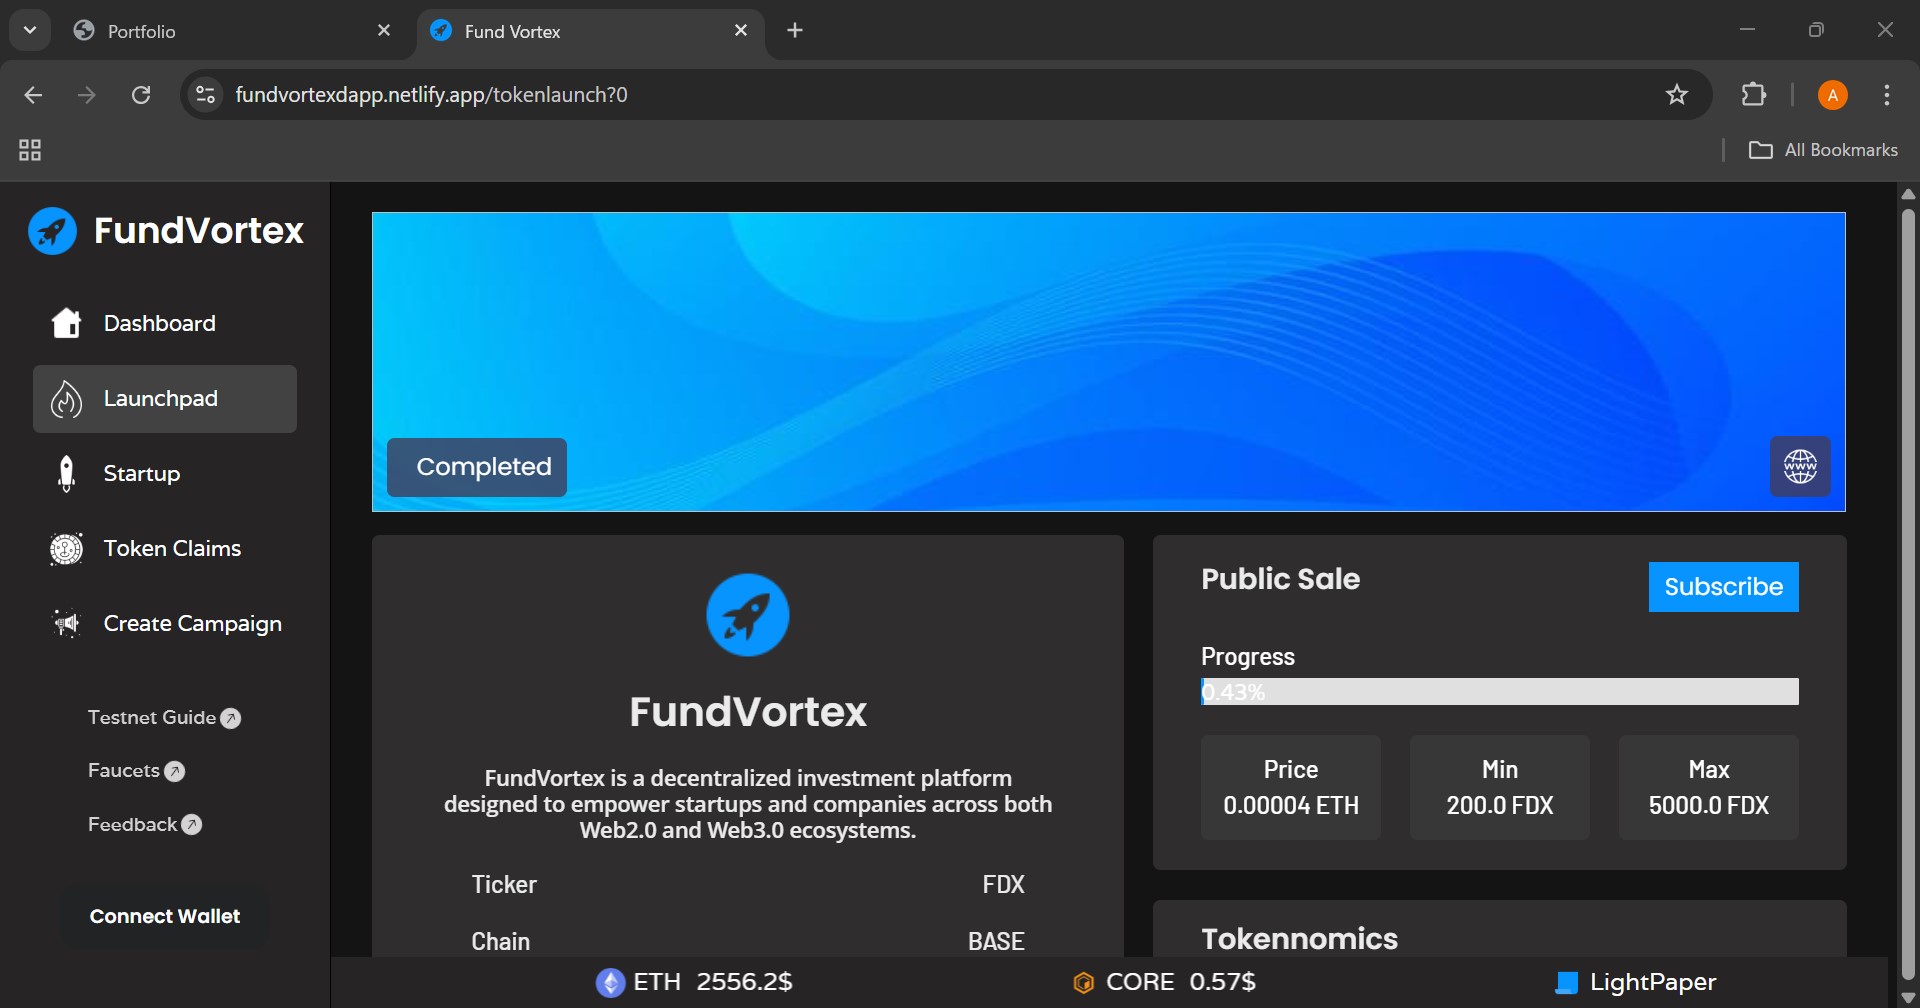 Portfolio
Fund Vortex
fundvortexdapp.netlify.app/tokenlaunch?0
A
All Bookmarks
FundVortex
Dashboard
Launchpad
Startup
Token Claims
Create Campaign
Testnet Guide
Faucets
Feedback
Connect Wallet
Completed
www
FundVortex
FundVortex is a decentralized investment platform
designed to empower startups and companies across both
Web2.0 and Web3.0 ecosystems.
Ticker FDX
Chain BASE
Public Sale
Subscribe
Progress
0.43%
Price
0.00004 ETH
Min
200.0 FDX
Max
5000.0 FDX
Tokennomics
ETH 2556.2$
CORE 0.57$
LightPaper